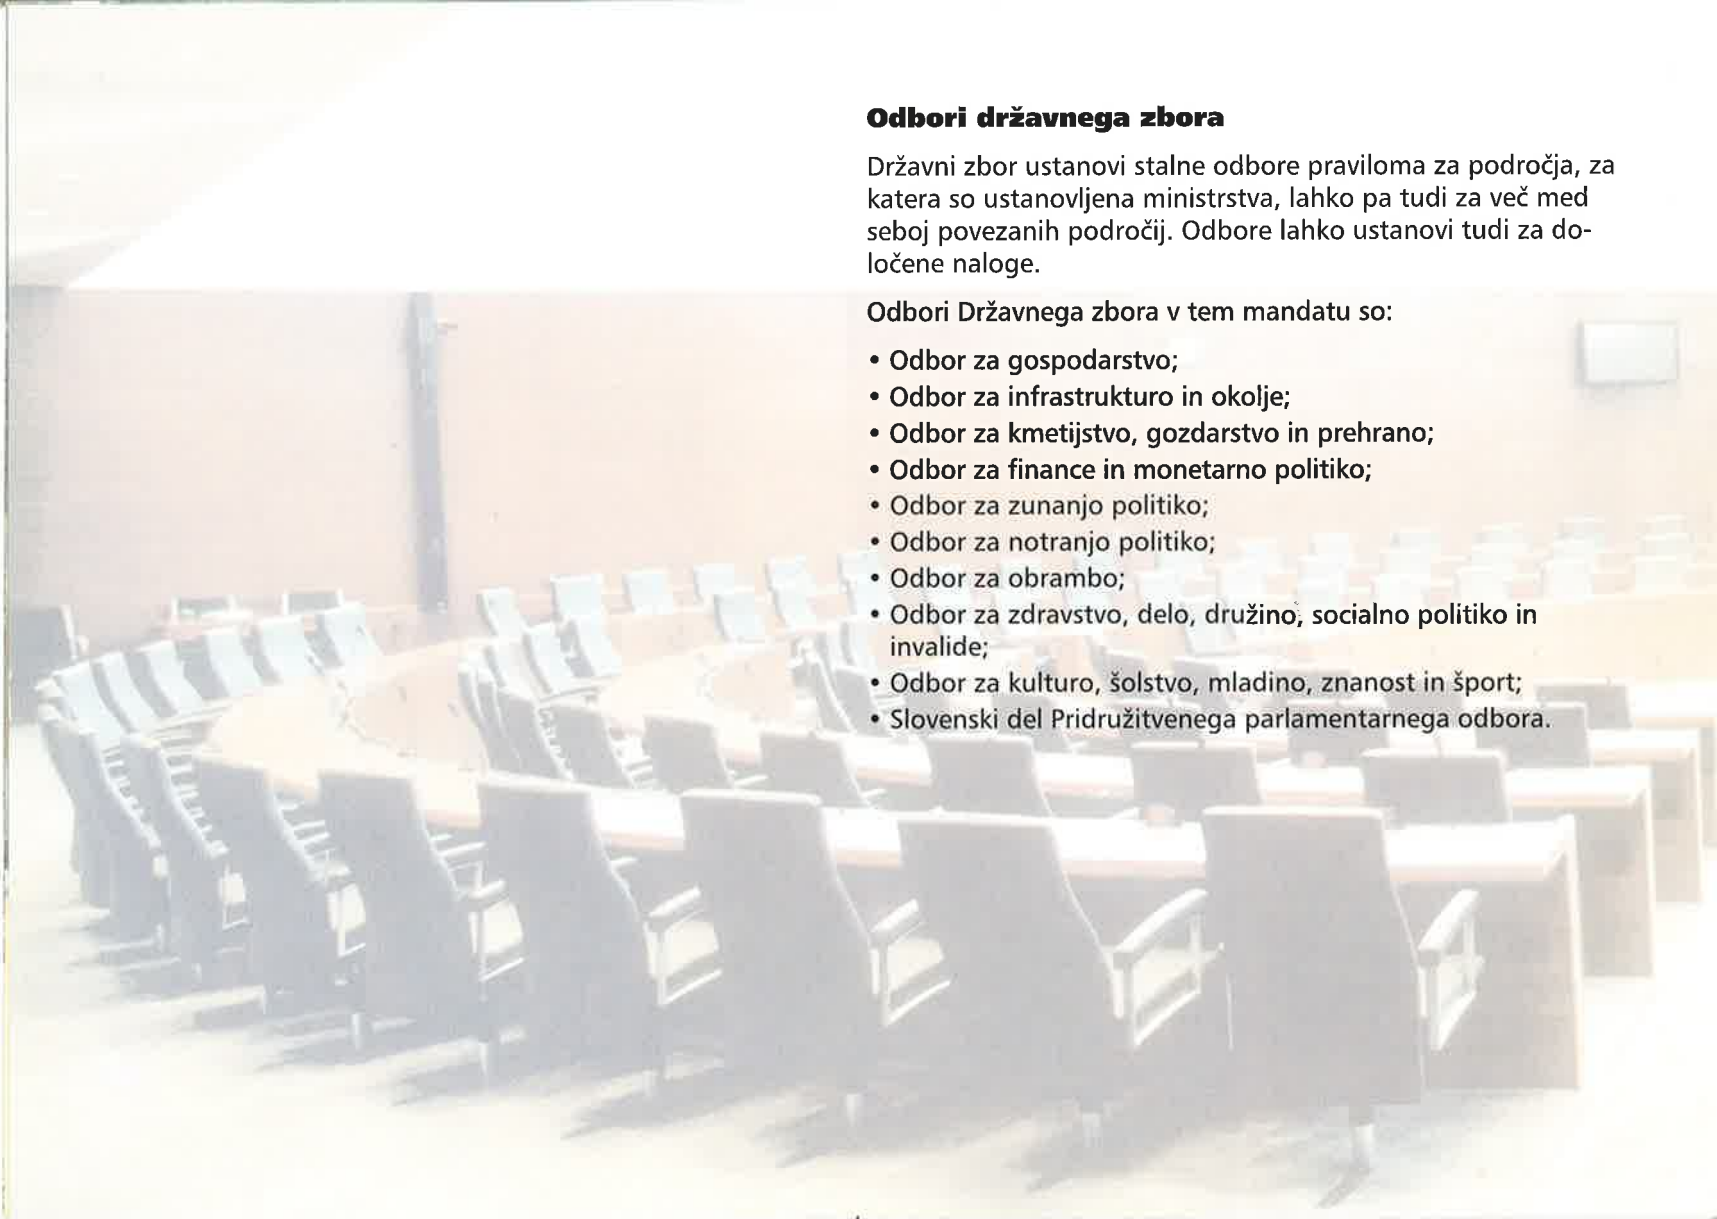 Odbori državnega zbora
Državni zbor ustanovi stalne odbore praviloma za področja, za
katera so ustanovljena ministrstva, lahko pa tudi za več med
seboj povezanih področij. Odbore lahko ustanovi tudi za do-
ločene naloge.
Odbori Državnega zbora v tem mandatu so:
• Odbor za gospodarstvo;
• Odbor za infrastrukturo in okolje;
• Odbor za kmetijstvo, gozdarstvo in prehrano;
• Odbor za finance in monetarno politiko;
• Odbor za zunanjo politiko;
• Odbor za notranjo politiko;
• Odbor za obrambo;
• Odbor za zdravstvo, delo, družino, socialno politiko in
invalide;
• Odbor za kulturo, šolstvo, mladino, znanost in šport;
• Slovenski del Pridružitvenega parlamentarnega odbora.